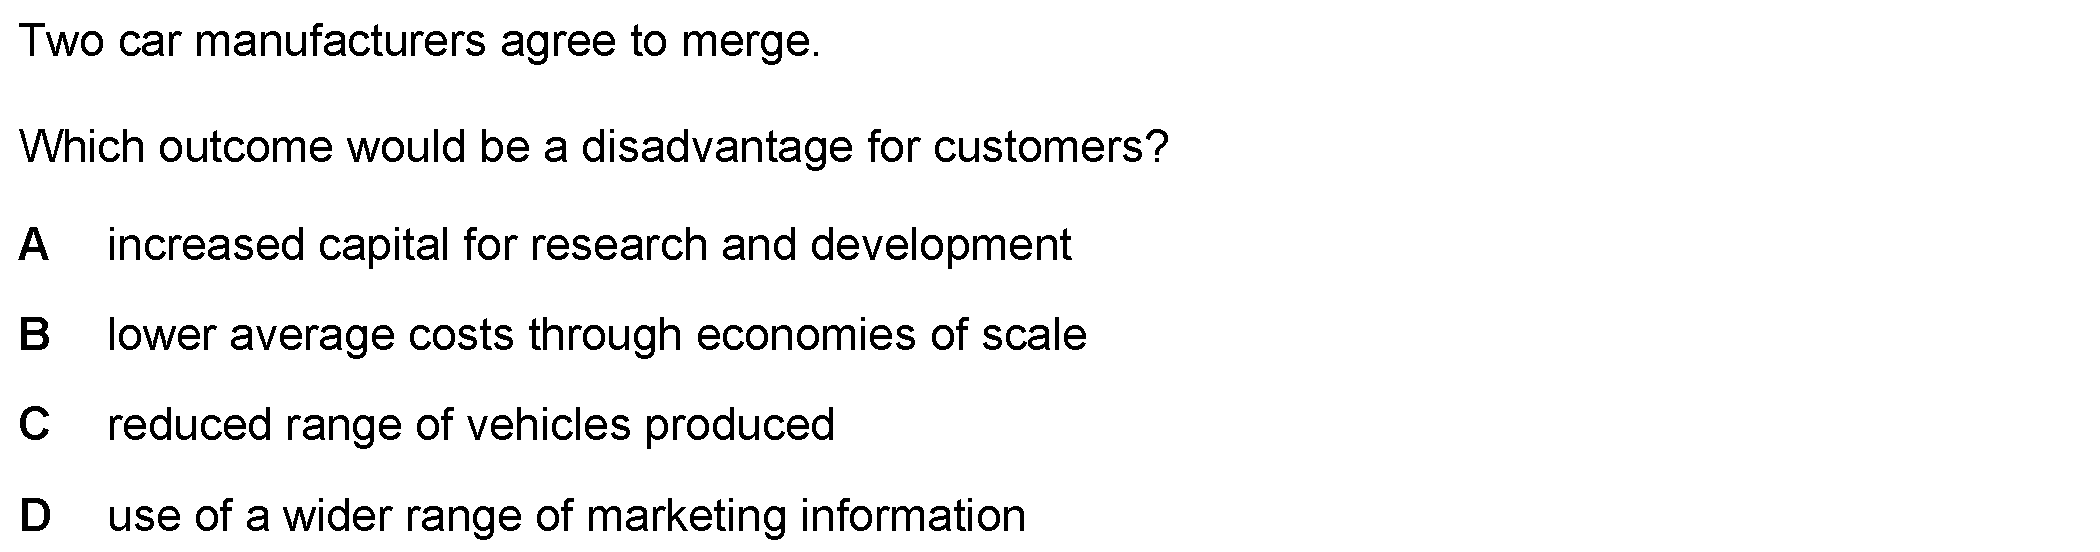 Two car manufacturers agree to merge.
Which outcome would be a disadvantage for customers?
A increased capital for research and development
B lower average costs through economies of scale
C reduced range of vehicles produced
D use of a wider range of marketing information